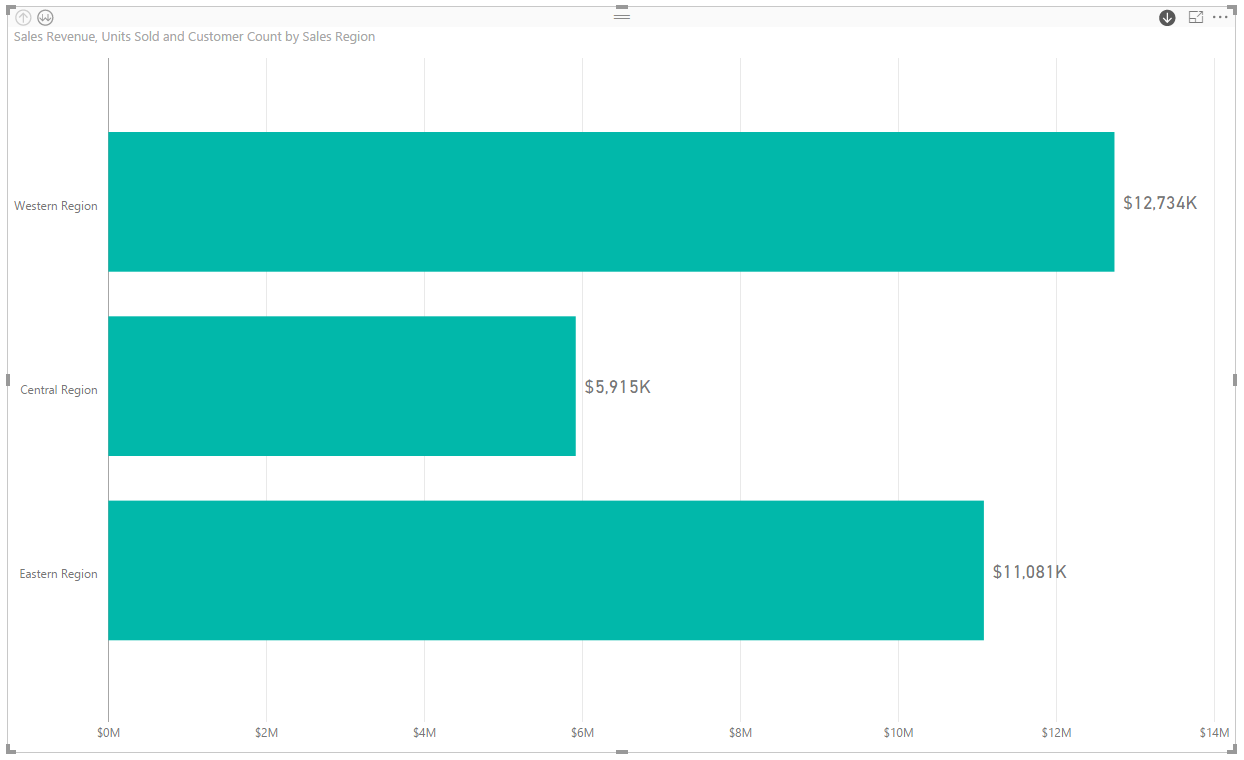 Sales Revenue, Units Sold and Customer Count by Sales Region
Western Region
$12,734K
Central Region
$5,915K
Eastern Region
$11,081K
$0M $2M $4M $6M $8M $10M $12M $14M